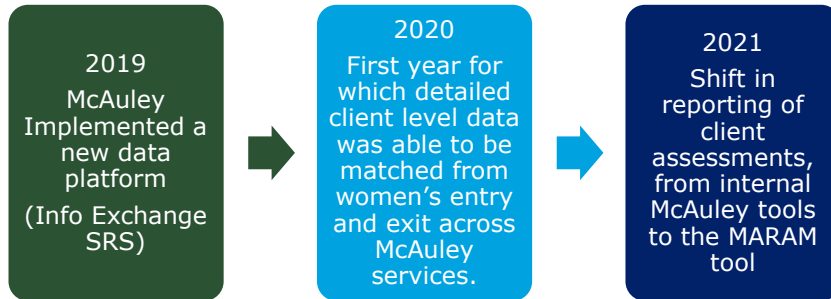 2019
McAuley
Implemented a
new data
platform
(Info Exchange
SRS)
2020
First year for
which detailed
client level data
was able to be
matched from
women's entry
and exit across
McAuley
services.
2021
Shift in
reporting of
client
assessments,
from internal
McAuley tools
to the MARAM
tool